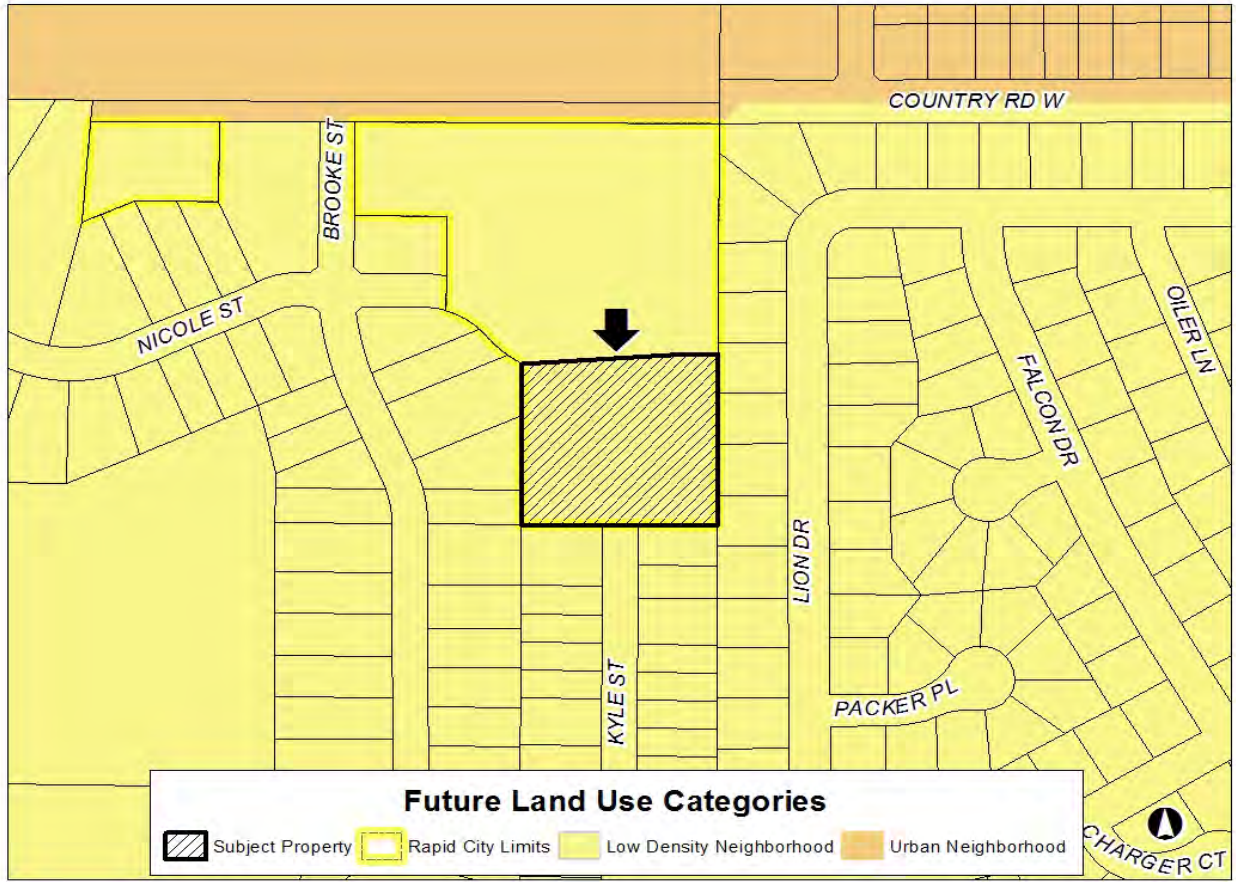 COUNTRY RD W
BROOKE ST
NICOLE ST
OILER LN
FALCON DR
LION DR
KYLE ST
PACKER PL
CHARGER CT
Future Land Use Categories
Subject Property Rapid City Limits Low Density Neighborhood Urban Neighborhood